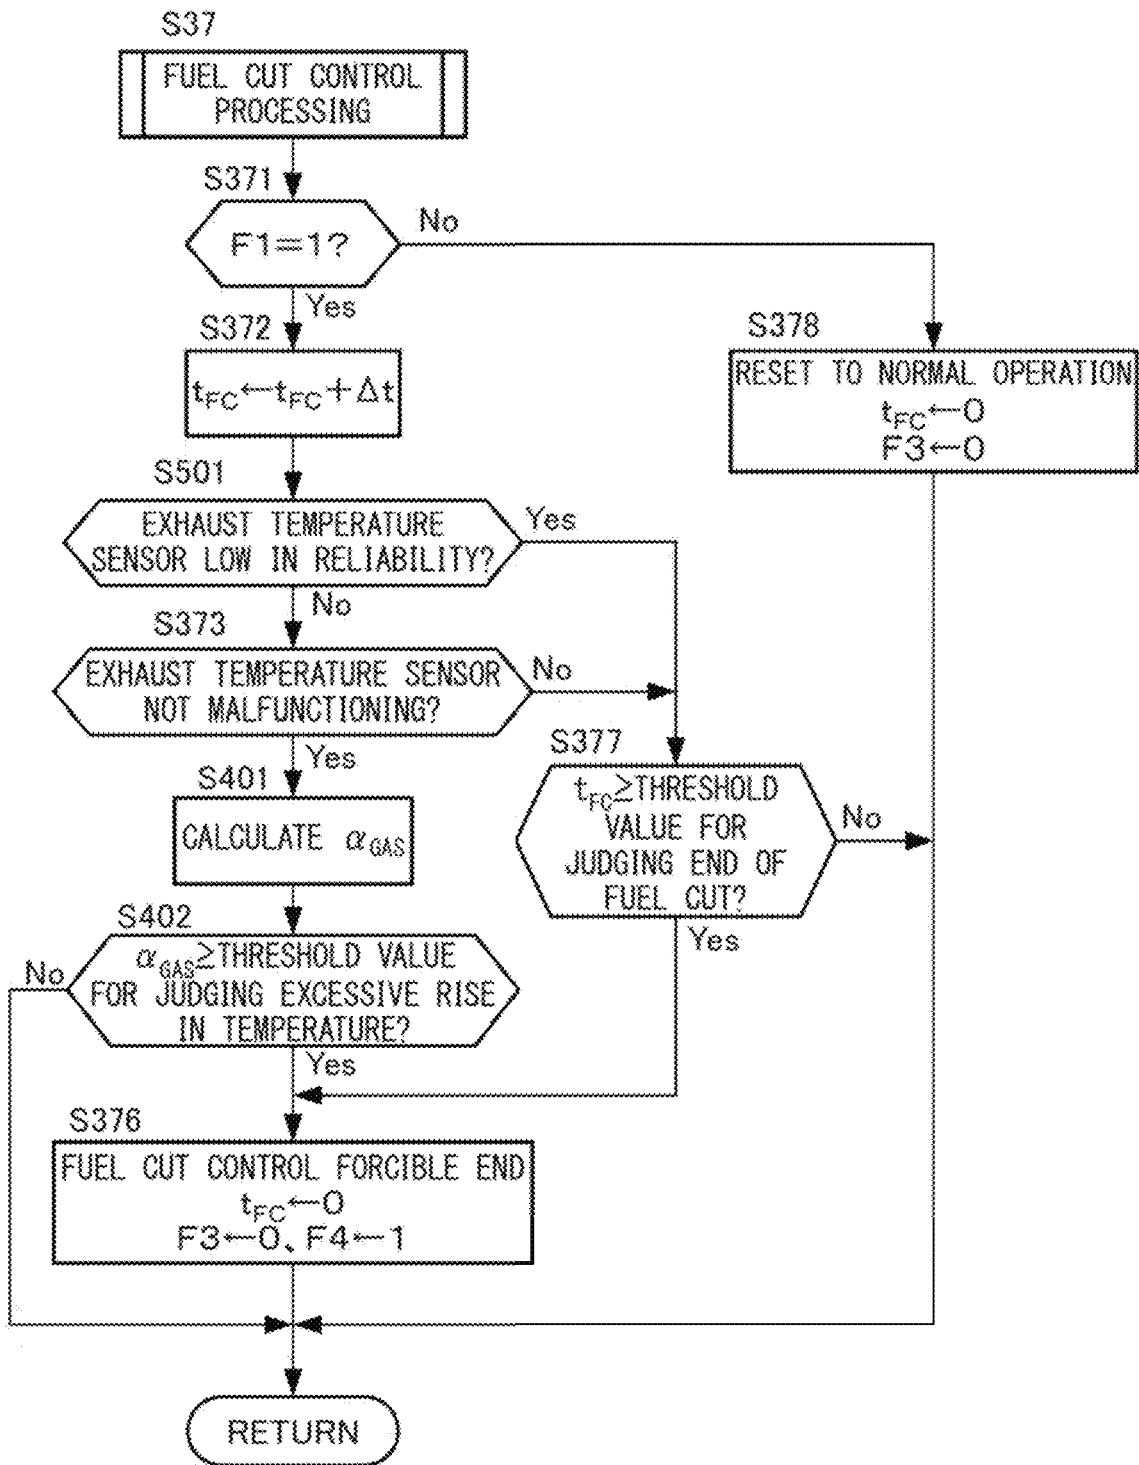 S37
FUEL CUT CONTROL
PROCESSING
S371
F1=1?
No
Yes
S372
t_FC←t_FC+Δt
S378
RESET TO NORMAL OPERATION
t_FC←0
F3←0
S501
EXHAUST TEMPERATURE
SENSOR LOW IN RELIABILITY?
Yes
No
S373
EXHAUST TEMPERATURE SENSOR
NOT MALFUNCTIONING?
No
Yes
S377
t_FC≥THRESHOLD
VALUE FOR
JUDGING END OF
FUEL CUT?
No
Yes
S401
CALCULATE α_GAS
S402
α_GAS≥THRESHOLD VALUE
FOR JUDGING EXCESSIVE RISE
IN TEMPERATURE?
No
Yes
S376
FUEL CUT CONTROL FORCIBLE END
t_FC←0
F3←0、F4←1
RETURN